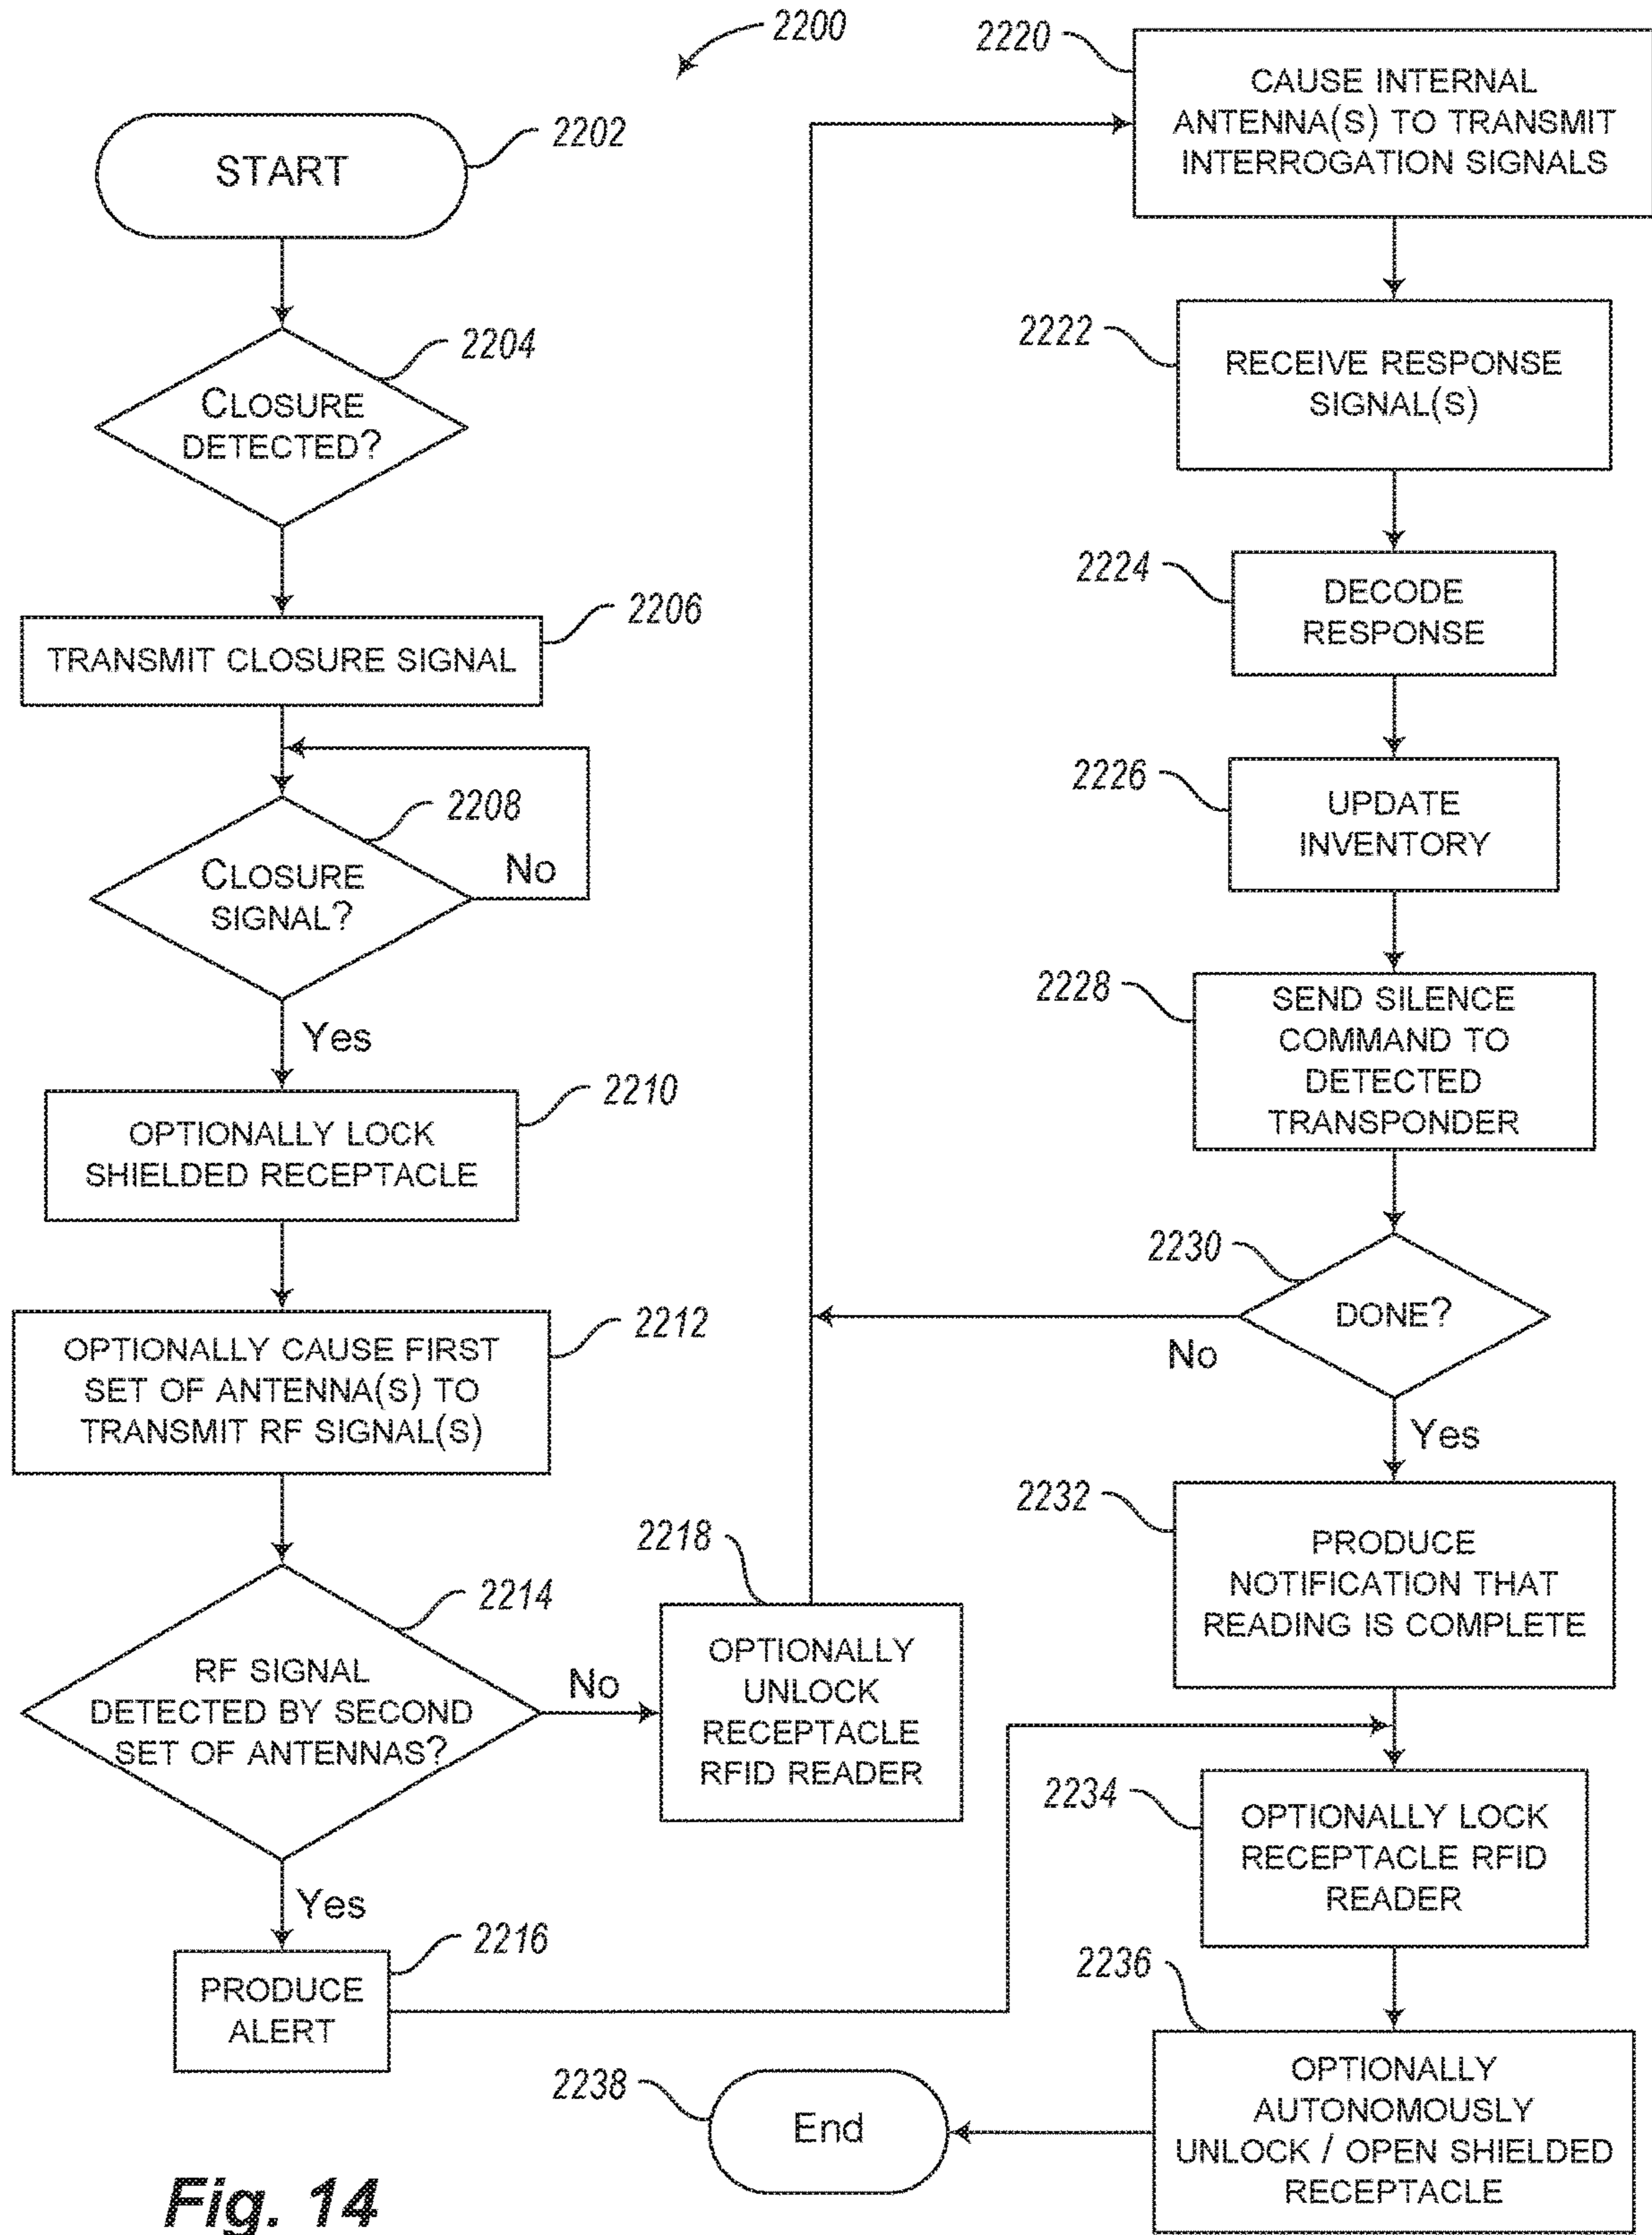 2200
2202
START
2204
CLOSURE
DETECTED?
2206
TRANSMIT CLOSURE SIGNAL
2208
CLOSURE
SIGNAL?
No
Yes
2210
OPTIONALLY LOCK
SHIELDED RECEPTACLE
2212
OPTIONALLY CAUSE FIRST
SET OF ANTENNA(S) TO
TRANSMIT RF SIGNAL(S)
2214
RF SIGNAL
DETECTED BY SECOND
SET OF ANTENNAS?
No
Yes
2216
PRODUCE
ALERT
2218
OPTIONALLY
UNLOCK
RECEPTACLE
RFID READER
2220
CAUSE INTERNAL
ANTENNA(S) TO TRANSMIT
INTERROGATION SIGNALS
2222
RECEIVE RESPONSE
SIGNAL(S)
2224
DECODE
RESPONSE
2226
UPDATE
INVENTORY
2228
SEND SILENCE
COMMAND TO
DETECTED
TRANSPONDER
2230
DONE?
No
Yes
2232
PRODUCE
NOTIFICATION THAT
READING IS COMPLETE
2234
OPTIONALLY LOCK
RECEPTACLE RFID
READER
2236
OPTIONALLY
AUTONOMOUSLY
UNLOCK / OPEN SHIELDED
RECEPTACLE
2238
End
Fig. 14